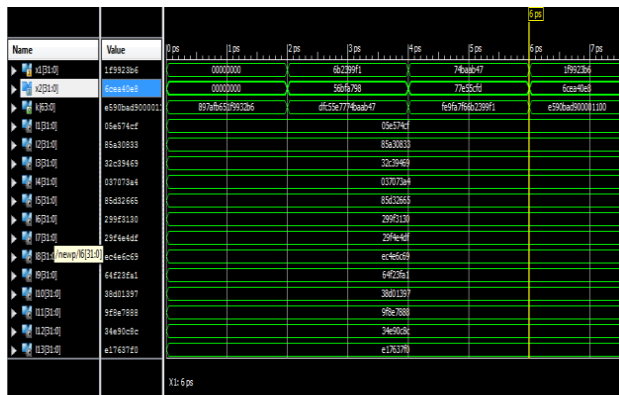 6 ps
Name Value 0 ps 1 ps 2 ps 3 ps 4 ps 5 ps 6 ps 7 ps
x1[31:0] 1f9923b6 00000000 6b2399f1 74baab47 1f9923b6
x2[31:0] 6cea40e8 00000000 56bfa798 77e55cfd 6cea40e8
k[63:0] e590bad9000011 dfc55e7774baab47 fe9fa7f66b2399f1 e590bad900001100
l1[31:0] 05e574cf 05e574cf
l2[31:0] 85a30833 85a30833
l3[31:0] 32c39469 32c39469
l4[31:0] 037073a4 037073a4
l5[31:0] 85d32665 85d32665
l6[31:0] 299f3130 299f3130
l7[31:0] 29f4e4df 29f4e4df
/newp/l6[31:0] ec4e6c69 ec4e6c69
l9[31:0] 64f23fa1 64f23fa1
l10[31:0] 38d01397 38d01397
l11[31:0] 9f8e7888 9f8e7888
l12[31:0] 34e90c8c 34e90c8c
l13[31:0] e17637f0 e17637f0
X1: 6 ps